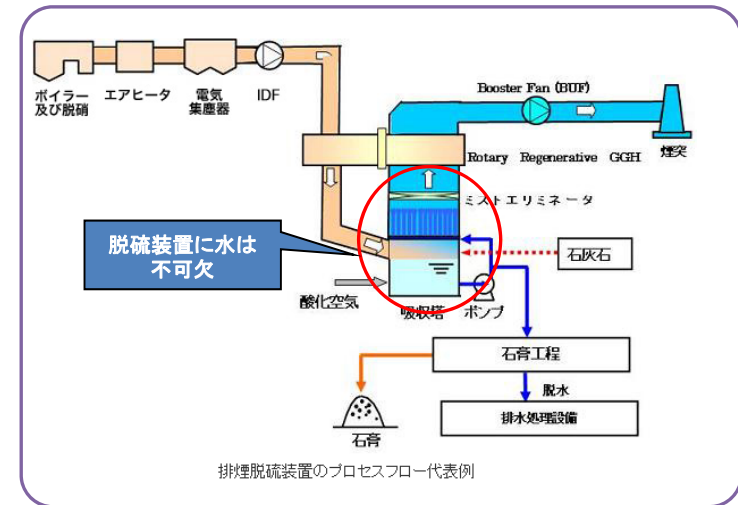 ボイラー
及び脱硝
エアヒータ
電気
集塵器
IDF
Booster Fan (BUF)
煙突
Rotary Regenerative GGH
ミストエリミネータ
脱硫装置に水は
不可欠
石灰石
酸化空気
吸収塔
ポンプ
石膏工程
脱水
石膏
排水処理設備
排煙脱硫装置のプロセスフロー代表例